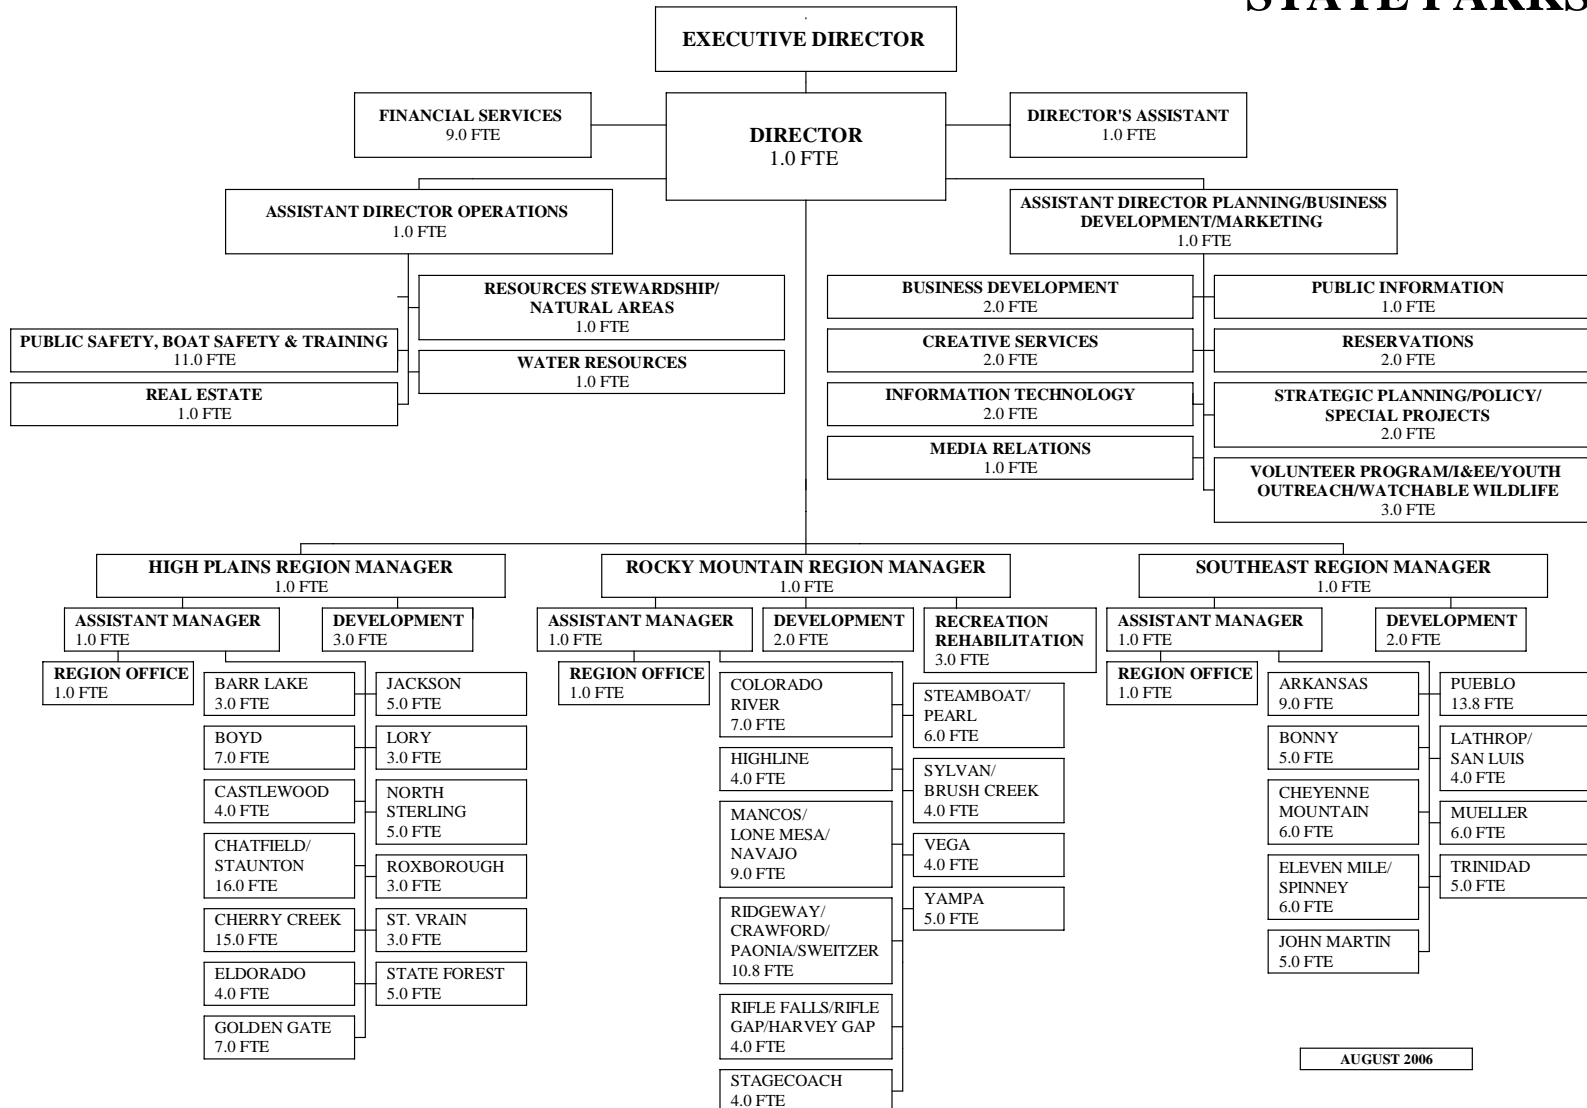 STATE PARKS
EXECUTIVE DIRECTOR
FINANCIAL SERVICES
9.0 FTE
DIRECTOR
1.0 FTE
DIRECTOR'S ASSISTANT
1.0 FTE
ASSISTANT DIRECTOR OPERATIONS
1.0 FTE
ASSISTANT DIRECTOR PLANNING/BUSINESS
DEVELOPMENT/MARKETING
1.0 FTE
RESOURCES STEWARDSHIP/
NATURAL AREAS
1.0 FTE
PUBLIC SAFETY, BOAT SAFETY & TRAINING
11.0 FTE
WATER RESOURCES
1.0 FTE
REAL ESTATE
1.0 FTE
BUSINESS DEVELOPMENT
2.0 FTE
PUBLIC INFORMATION
1.0 FTE
CREATIVE SERVICES
2.0 FTE
RESERVATIONS
2.0 FTE
INFORMATION TECHNOLOGY
2.0 FTE
STRATEGIC PLANNING/POLICY/
SPECIAL PROJECTS
2.0 FTE
MEDIA RELATIONS
1.0 FTE
VOLUNTEER PROGRAM/I&EE/YOUTH
OUTREACH/WATCHABLE WILDLIFE
3.0 FTE
HIGH PLAINS REGION MANAGER
1.0 FTE
ASSISTANT MANAGER
1.0 FTE
DEVELOPMENT
3.0 FTE
REGION OFFICE
1.0 FTE
BARR LAKE
3.0 FTE
JACKSON
5.0 FTE
BOYD
7.0 FTE
LORY
3.0 FTE
CASTLEWOOD
4.0 FTE
NORTH
STERLING
5.0 FTE
CHATFIELD/
STAUNTON
16.0 FTE
ROXBOROUGH
3.0 FTE
CHERRY CREEK
15.0 FTE
ST. VRAIN
3.0 FTE
ELDORADO
4.0 FTE
STATE FOREST
5.0 FTE
GOLDEN GATE
7.0 FTE
ROCKY MOUNTAIN REGION MANAGER
1.0 FTE
ASSISTANT MANAGER
1.0 FTE
DEVELOPMENT
2.0 FTE
RECREATION
REHABILITATION
3.0 FTE
REGION OFFICE
1.0 FTE
COLORADO
RIVER
7.0 FTE
STEAMBOAT/
PEARL
6.0 FTE
HIGHLINE
4.0 FTE
SYLVAN/
BRUSH CREEK
4.0 FTE
MANCOS/
LONE MESA/
NAVAJO
9.0 FTE
VEGA
4.0 FTE
YAMPA
5.0 FTE
RIDGEWAY/
CRAWFORD/
PAONIA/SWEITZER
10.8 FTE
RIFLE FALLS/RIFLE
GAP/HARVEY GAP
4.0 FTE
STAGECOACH
4.0 FTE
SOUTHEAST REGION MANAGER
1.0 FTE
ASSISTANT MANAGER
1.0 FTE
DEVELOPMENT
2.0 FTE
REGION OFFICE
1.0 FTE
ARKANSAS
9.0 FTE
PUEBLO
13.8 FTE
BONNY
5.0 FTE
LATHROP/
SAN LUIS
4.0 FTE
CHEYENNE
MOUNTAIN
6.0 FTE
MUELLER
6.0 FTE
ELEVEN MILE/
SPINNEY
6.0 FTE
TRINIDAD
5.0 FTE
JOHN MARTIN
5.0 FTE
AUGUST 2006